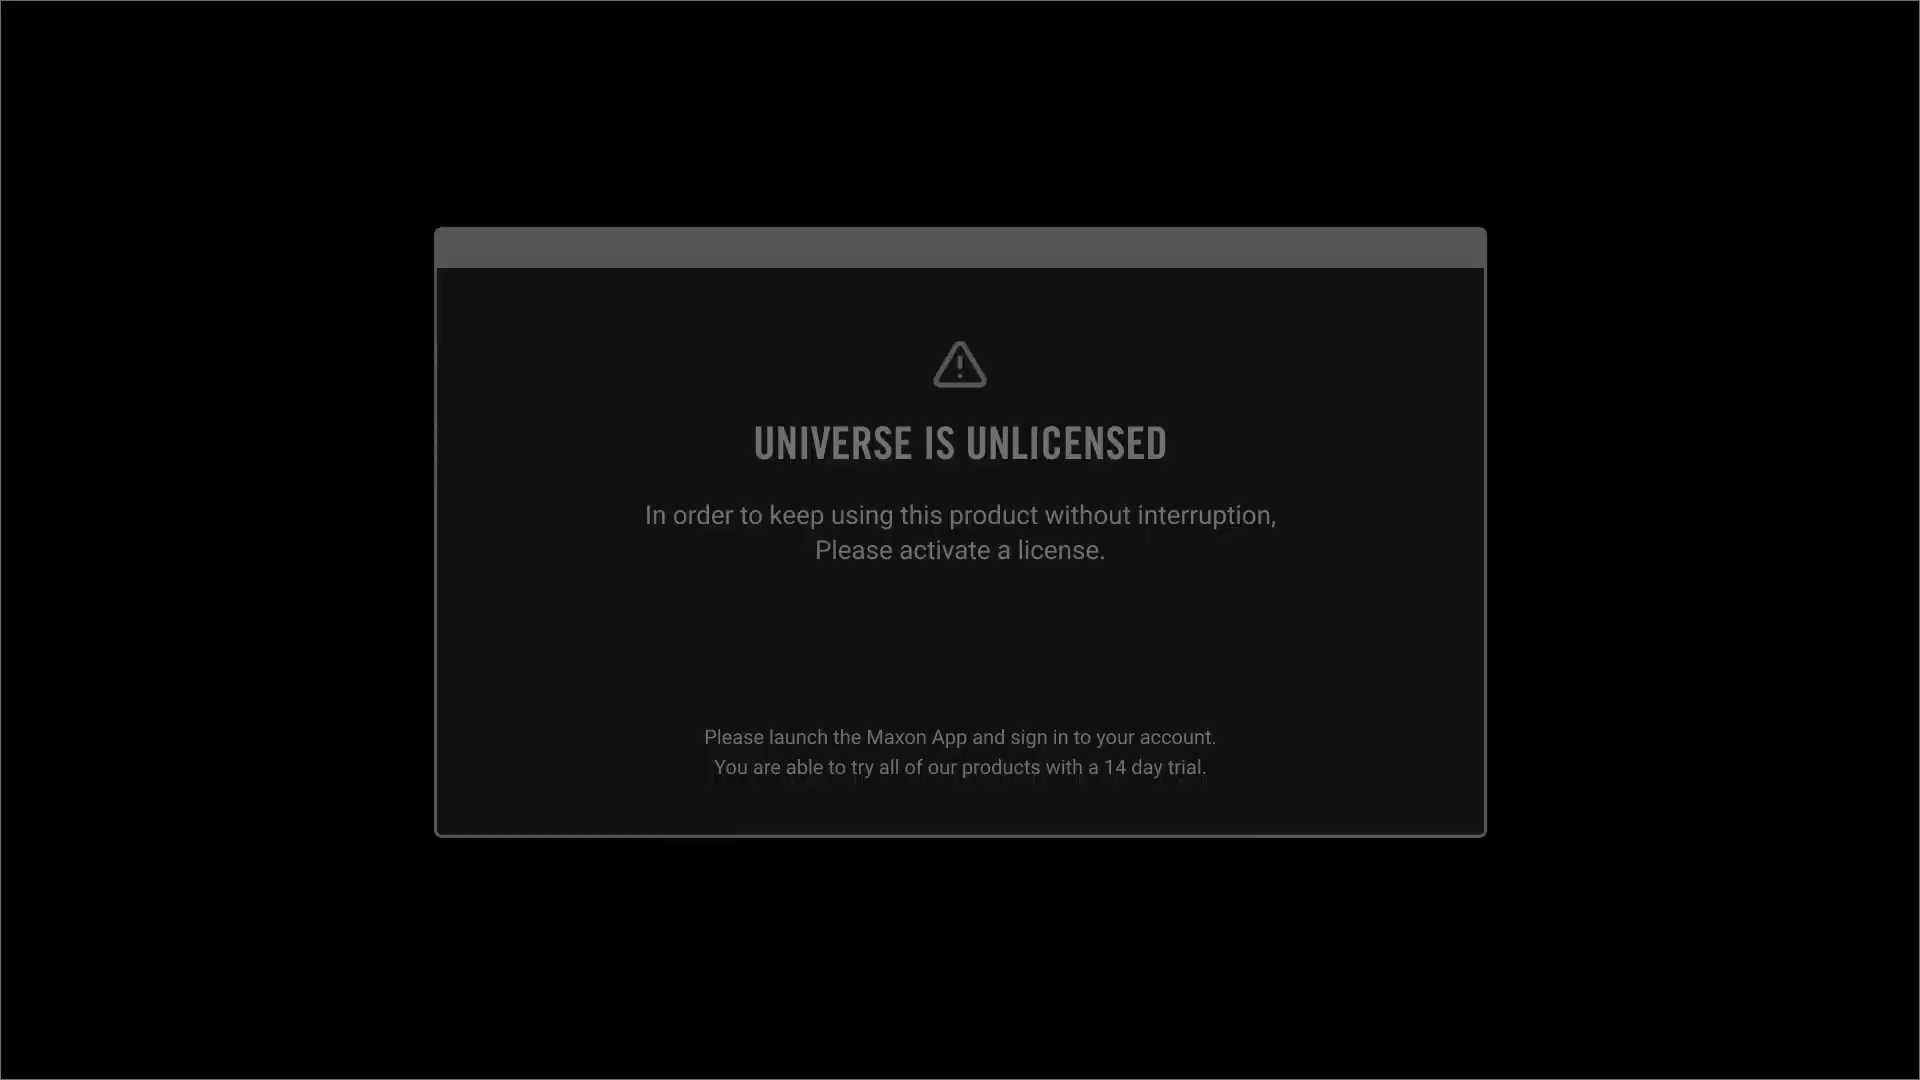 UNIVERSE IS UNLICENSED
In order to keep using this product without interruption,
Please activate a license.
Please launch the Maxon App and sign in to your account.
You are able to try all of our products with a 14 day trial.